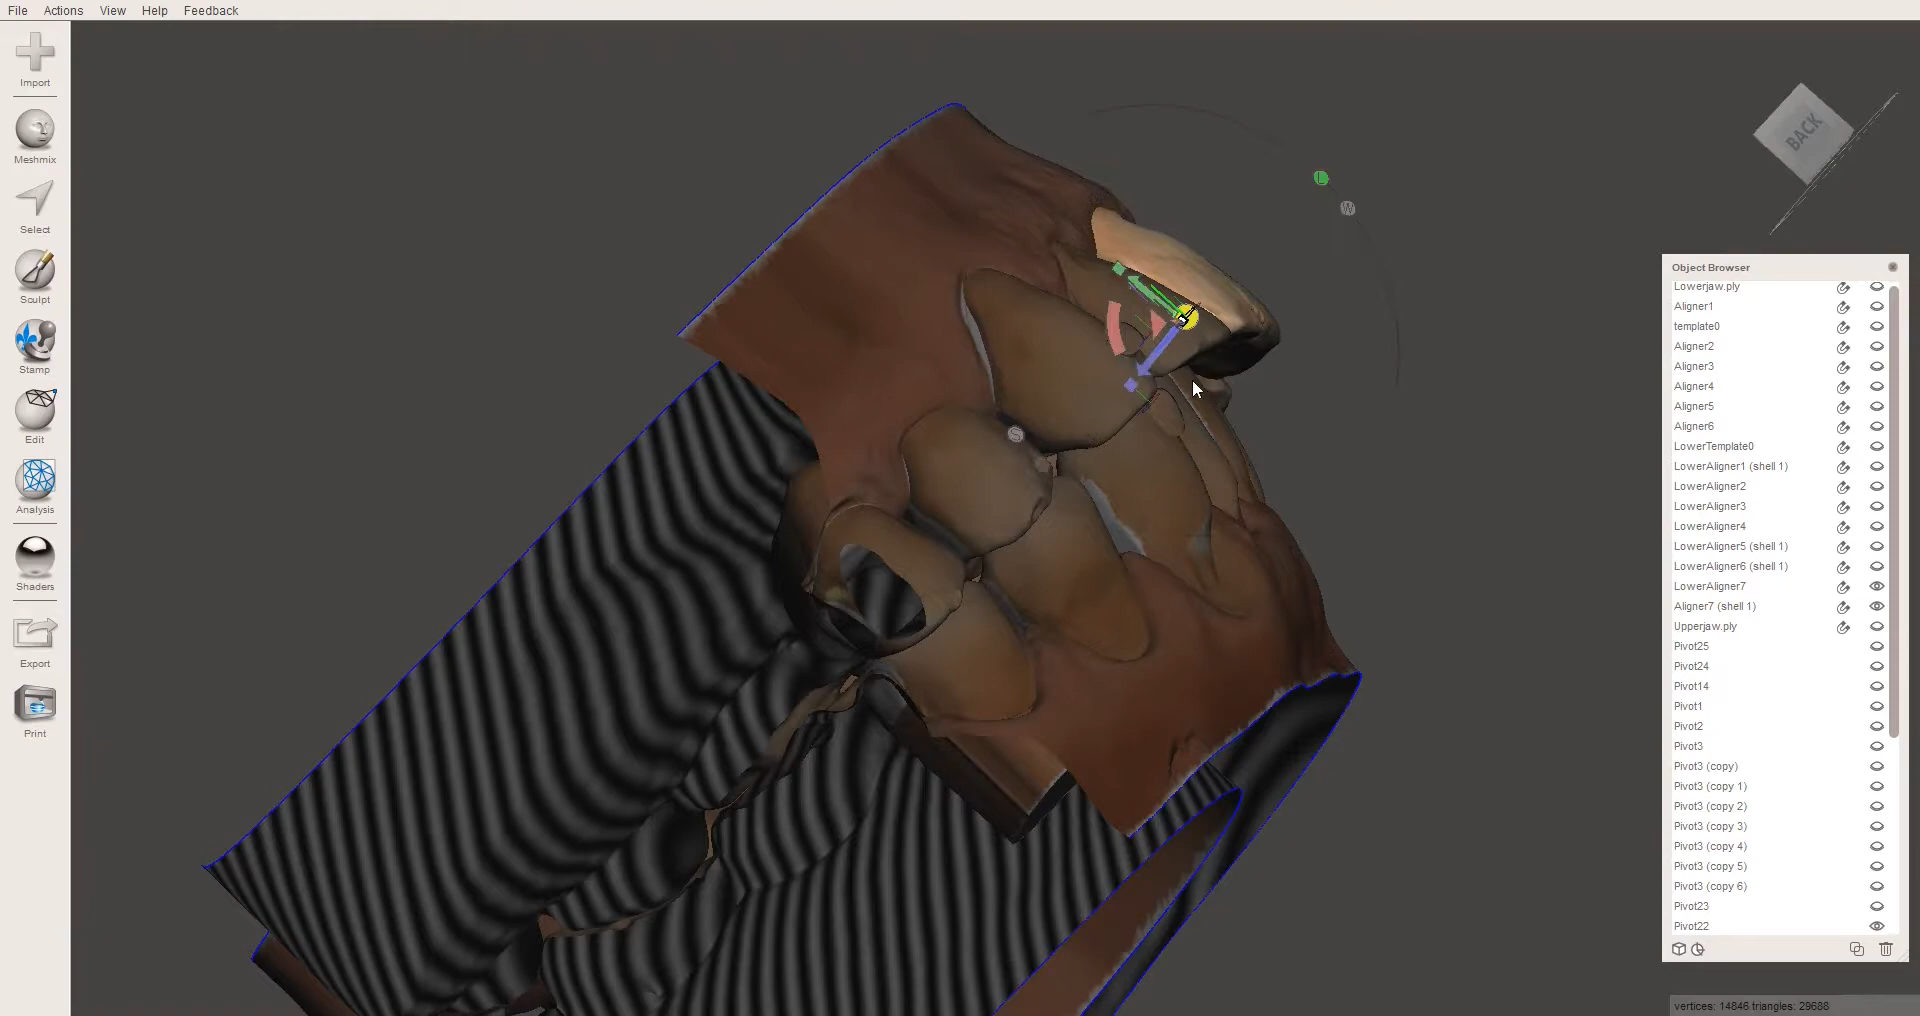 File Actions View Help Feedback
Import
Meshmix
Select
Sculpt
Stamp
Edit
Analysis
Shaders
Export
Print
BACK
L
W
S
Object Browser
Lowerjaw.ply
Aligner1
template0
Aligner2
Aligner3
Aligner4
Aligner5
Aligner6
LowerTemplate0
LowerAligner1 (shell 1)
LowerAligner2
LowerAligner3
LowerAligner4
LowerAligner5 (shell 1)
LowerAligner6 (shell 1)
LowerAligner7
Aligner7 (shell 1)
Upperjaw.ply
Pivot25
Pivot24
Pivot14
Pivot1
Pivot2
Pivot3
Pivot3 (copy)
Pivot3 (copy 1)
Pivot3 (copy 2)
Pivot3 (copy 3)
Pivot3 (copy 4)
Pivot3 (copy 5)
Pivot3 (copy 6)
Pivot23
Pivot22
vertices: 14846 triangles: 29688